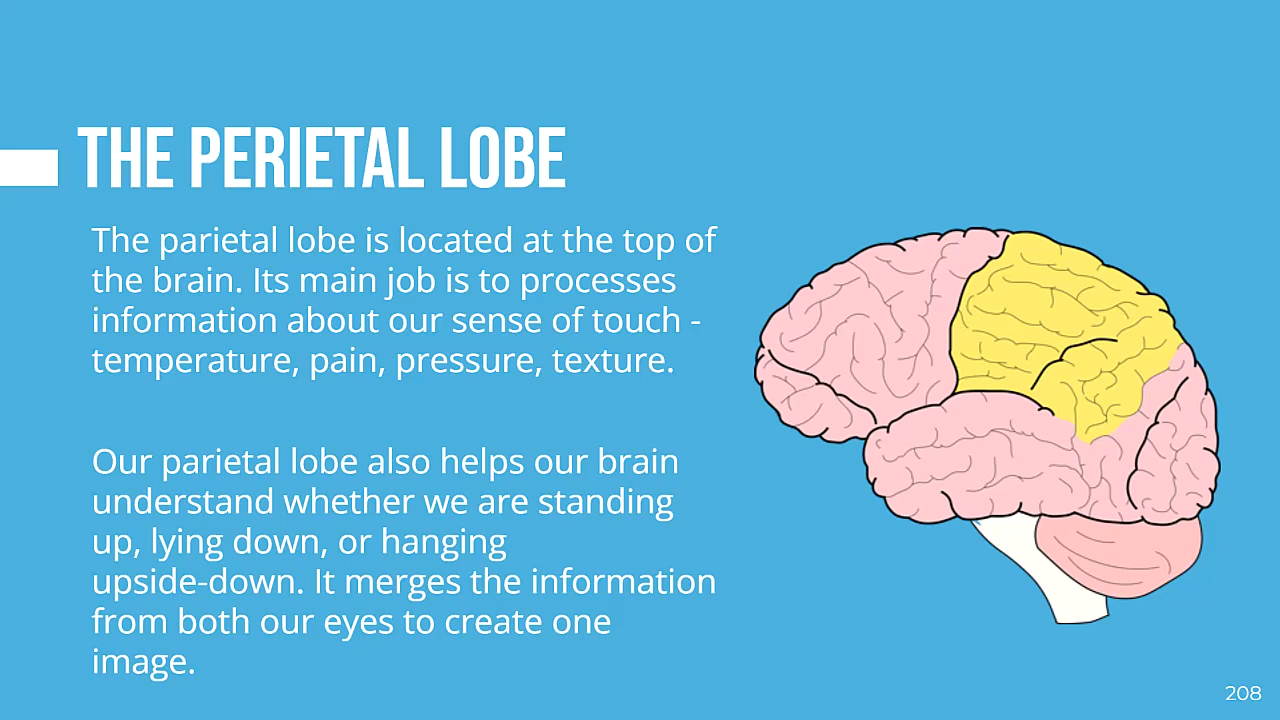 THE PERIETAL LOBE
The parietal lobe is located at the top of
the brain. Its main job is to processes
information about our sense of touch -
temperature, pain, pressure, texture.
Our parietal lobe also helps our brain
understand whether we are standing
up, lying down, or hanging
upside-down. It merges the information
from both our eyes to create one
image.
208